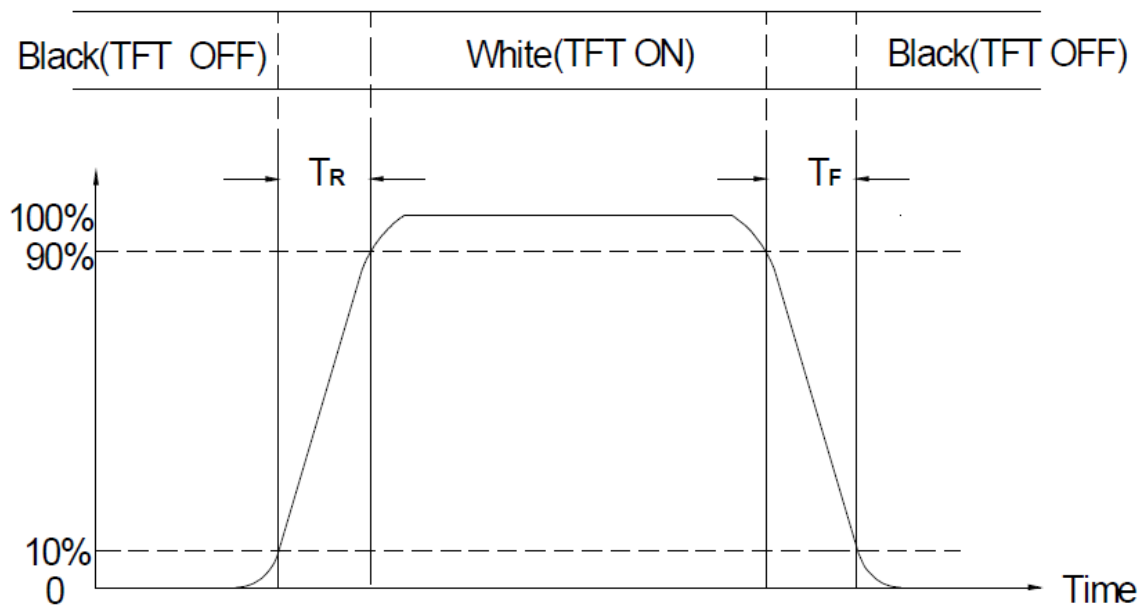 Black(TFT OFF) White(TFT ON) Black(TFT OFF)
TR TF
100%
90%
10%
0
Time